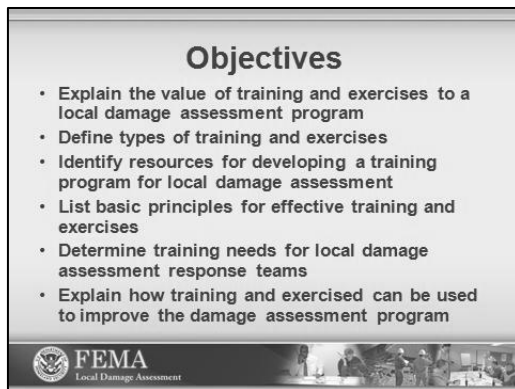 Objectives
• Explain the value of training and exercises to a
local damage assessment program
• Define types of training and exercises
• Identify resources for developing a training
program for local damage assessment
• List basic principles for effective training and
exercises
• Determine training needs for local damage
assessment response teams
• Explain how training and exercised can be used
to improve the damage assessment program
FEMA
Local Damage Assessment